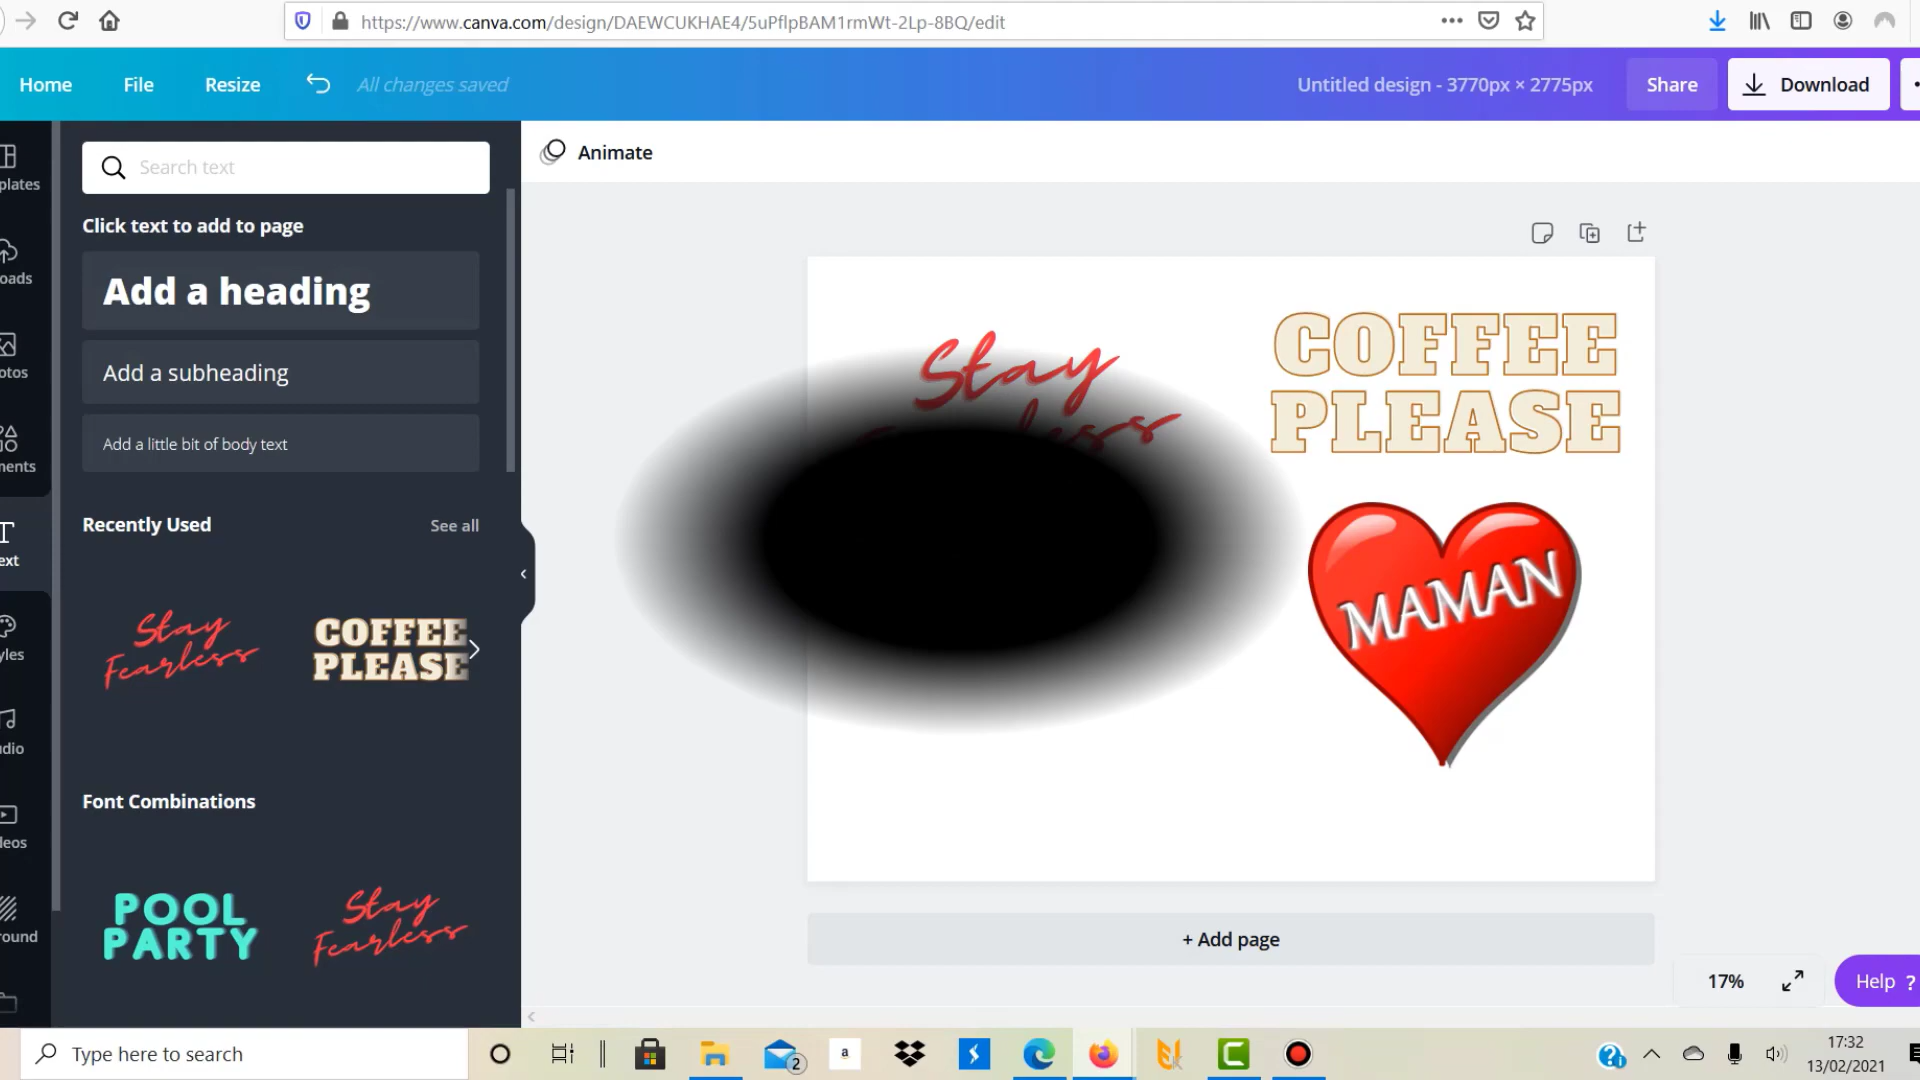 https://www.canva.com/design/DAEWCUKHAE4/5uPflpBAM1rmWt-2Lp-8BQ/edit
Home
File
Resize
All changes saved
Untitled design - 3770px × 2775px
Share
Download
Search text
Animate
plates
Click text to add to page
oads
Add a heading
otos
Add a subheading
Add a little bit of body text
nents
Recently Used
See all
ext
Stay
Fearless
COFFEE
PLEASE
yles
udio
Font Combinations
deos
POOL
PARTY
Stay
Fearless
round
Stay
COFFEE
PLEASE
MAMAN
+ Add page
17%
Help ?
Type here to search
2
a
17:32
13/02/2021